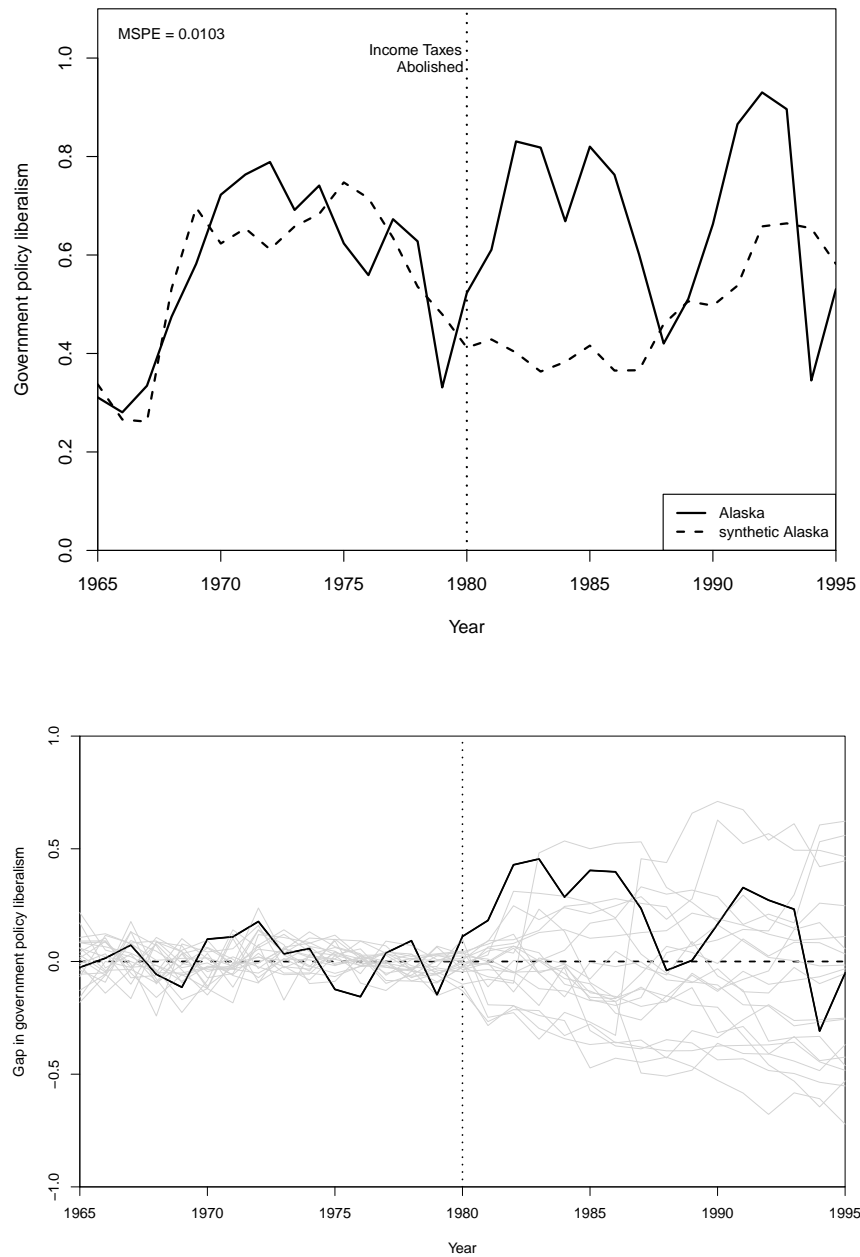 MSPE = 0.0103
Income Taxes
Abolished
Government policy liberalism
1.0
0.8
0.6
0.4
0.2
0.0
Alaska
synthetic Alaska
1965 1970 1975 1980 1985 1990 1995
Year
Gap in government policy liberalism
1.0
0.5
0.0
−0.5
−1.0
1965 1970 1975 1980 1985 1990 1995
Year